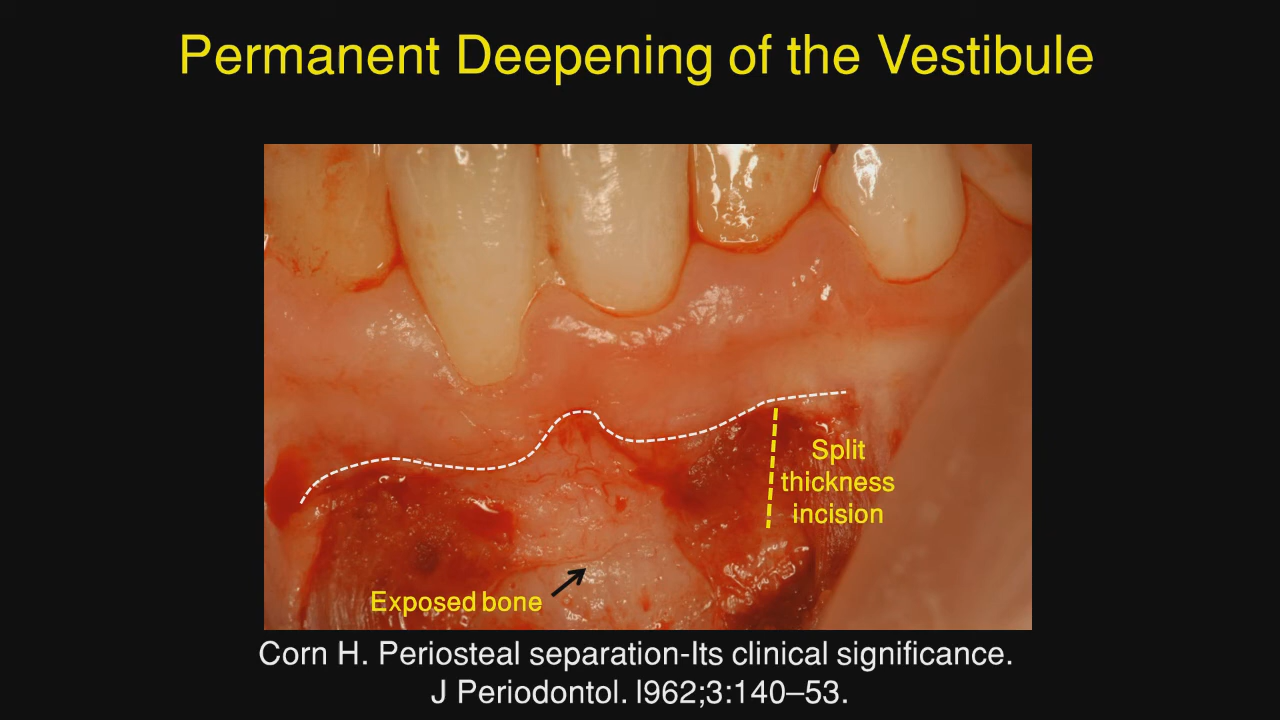 Permanent Deepening of the Vestibule
Split
thickness
incision
Exposed bone
Corn H. Periosteal separation-Its clinical significance.
J Periodontol. l962;3:140–53.